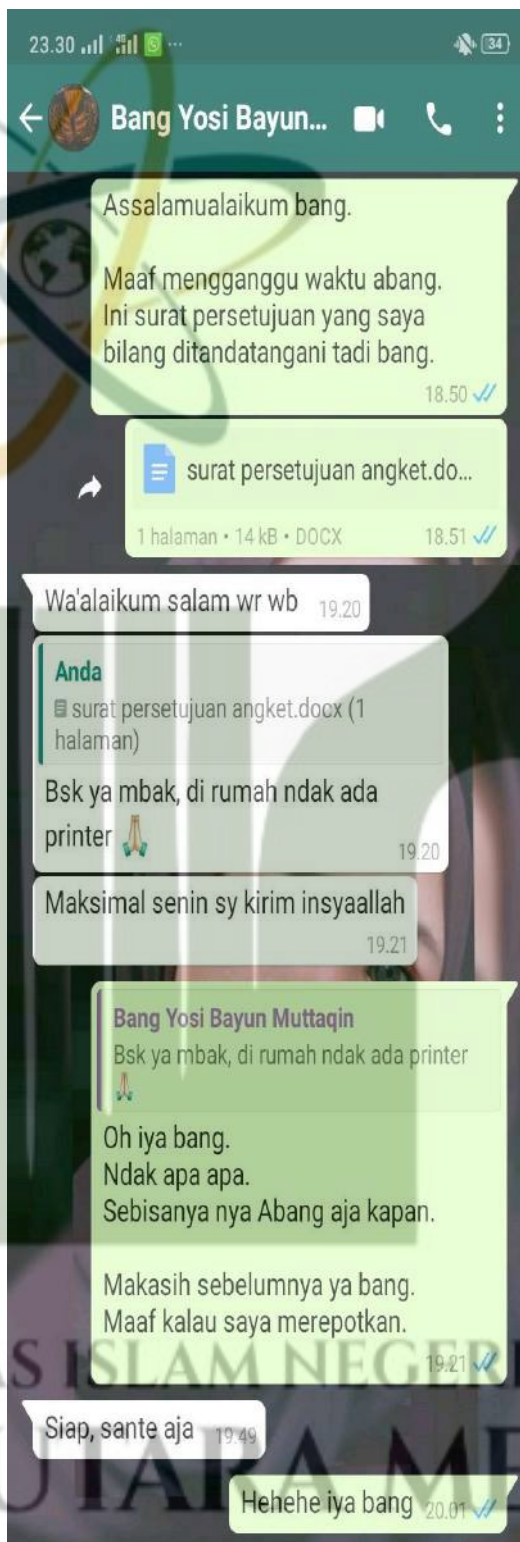 23.30
34
Bang Yosi Bayun...
Assalamualaikum bang.
Maaf mengganggu waktu abang.
Ini surat persetujuan yang saya
bilang ditandatangani tadi bang.
18.50
surat persetujuan angket.do...
1 halaman • 14 kB • DOCX 18.51
Wa'alaikum salam wr wb 19.20
Anda
surat persetujuan angket.docx (1
halaman)
Bsk ya mbak, di rumah ndak ada
printer 🙏🏼
19.20
Maksimal senin sy kirim insyaallah
19.21
Bang Yosi Bayun Muttaqin
Bsk ya mbak, di rumah ndak ada printer
🙏🏼
Oh iya bang.
Ndak apa apa.
Sebisanya nya Abang aja kapan.
Makasih sebelumnya ya bang.
Maaf kalau saya merepotkan.
19.21
AS ISLAM NEGERI
Siap, sante aja 19.49
UTARA ME
Hehehe iya bang 20.01